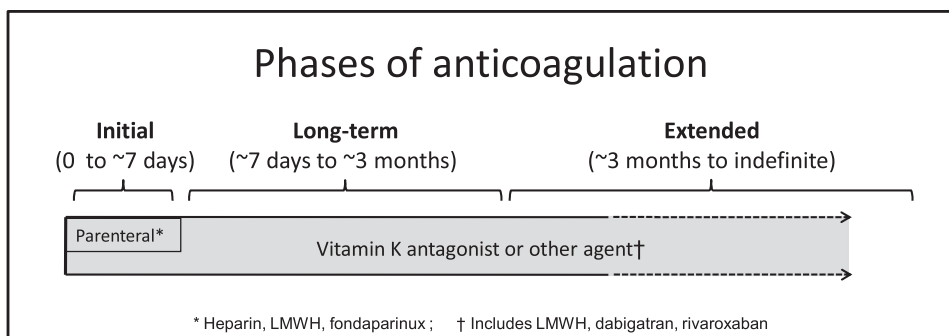 Phases of anticoagulation
Initial
(0 to ~7 days)
Long-term
(~7 days to ~3 months)
Extended
(~3 months to indefinite)
Parenteral*
Vitamin K antagonist or other agent†
* Heparin, LMWH, fondaparinux ; † Includes LMWH, dabigatran, rivaroxaban